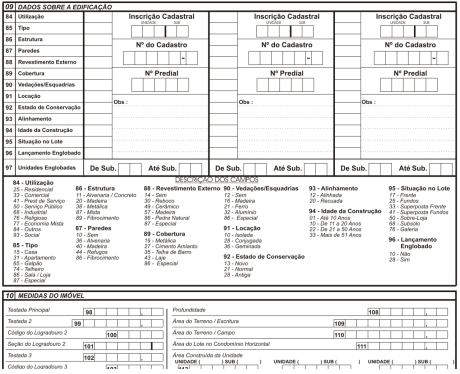 09 DADOS SOBRE A EDIFICAÇÃO
84 Utilização
85 Tipo
86 Estrutura
87 Paredes
88 Revestimento Externo
89 Cobertura
90 Vedações/Esquadrias
91 Locação
92 Estado de Conservação
93 Alinhamento
94 Idade da Construção
95 Situação no Lote
96 Lançamento Englobado
97 Unidades Englobadas
Inscrição Cadastral Inscrição Cadastral Inscrição Cadastral
UNIDADE SUB UNIDADE SUB UNIDADE SUB
Nº do Cadastro Nº do Cadastro Nº do Cadastro
- - -
Nº Predial Nº Predial Nº Predial
Obs : Obs : Obs :
De Sub. Até Sub. De Sub. Até Sub. De Sub. Até Sub.
DESCRIÇÃO DOS CAMPOS
84 - Utilização
25 - Residencial
33 - Comercial
41 - Prest de Serviço
50 - Serviço Público
68 - Industrial
76 - Religioso
77 - Economia Mista
84 - Outros
93 - Social
85 - Tipo
15 - Casa
31 - Apartamento
65 - Galpão
74 - Telheiro
86 - Sala / Loja
87 - Especial
86 - Estrutura
11 - Alvenaria / Concreto
20 - Madeira
38 - Metálica
87 - Mista
89 - Fibrocimento
87 - Paredes
10 - Sem
36 - Alvenaria
40 - Madeira
44 - Refugos
86 - Fibrocimento
88 - Revestimento Externo
14 - Sem
30 - Reboco
49 - Cerâmico
57 - Madeira
86 - Pedra Natural
87 - Especial
89 - Cobertura
19 - Metálica
27 - Cimento Amianto
35 - Telha de Barro
43 - Laje
86 - Especial
90 - Vedações/Esquadrias
12 - Sem
16 - Madeira
21 - Ferro
32 - Alumínio
86 - Especial
91 - Locação
10 - Isolada
28 - Conjugada
36 - Geminada
92 - Estado de Conservação
13 - Novo
21 - Normal
28 - Antiga
93 - Alinhamento
12 - Alinhada
20 - Recuada
94 - Idade da Construção
01 - Até 10 Anos
10 - De 11 a 20 Anos
22 - De 21 a 50 Anos
33 - Mais de 51 Anos
95 - Situação no Lote
17 - Frente
25 - Fundos
33 - Superposta Frente
41 - Superposta Fundos
50 - Sobre-Loja
68 - Subsolo
76 - Galeria
96 - Lançamento
Englobado
10 - Não
28 - Sim
10 MEDIDAS DO IMÓVEL
Testada Principal 98 ,
Testada 2 99 ,
Código do Logradouro 2 100
Seção do Logradouro 2 101
Testada 3 102 ,
Código do Logradouro 3 103
Profundidade 108 ,
Área do Terreno / Escritura 109 ,
Área do Terreno / Campo 110 ,
Área do Lote no Condomínio Horizontal 111 ,
Área Construída da Unidade
UNIDADE ( ) SUB ( ) UNIDADE ( ) SUB ( ) UNIDADE ( ) SUB ( )
112